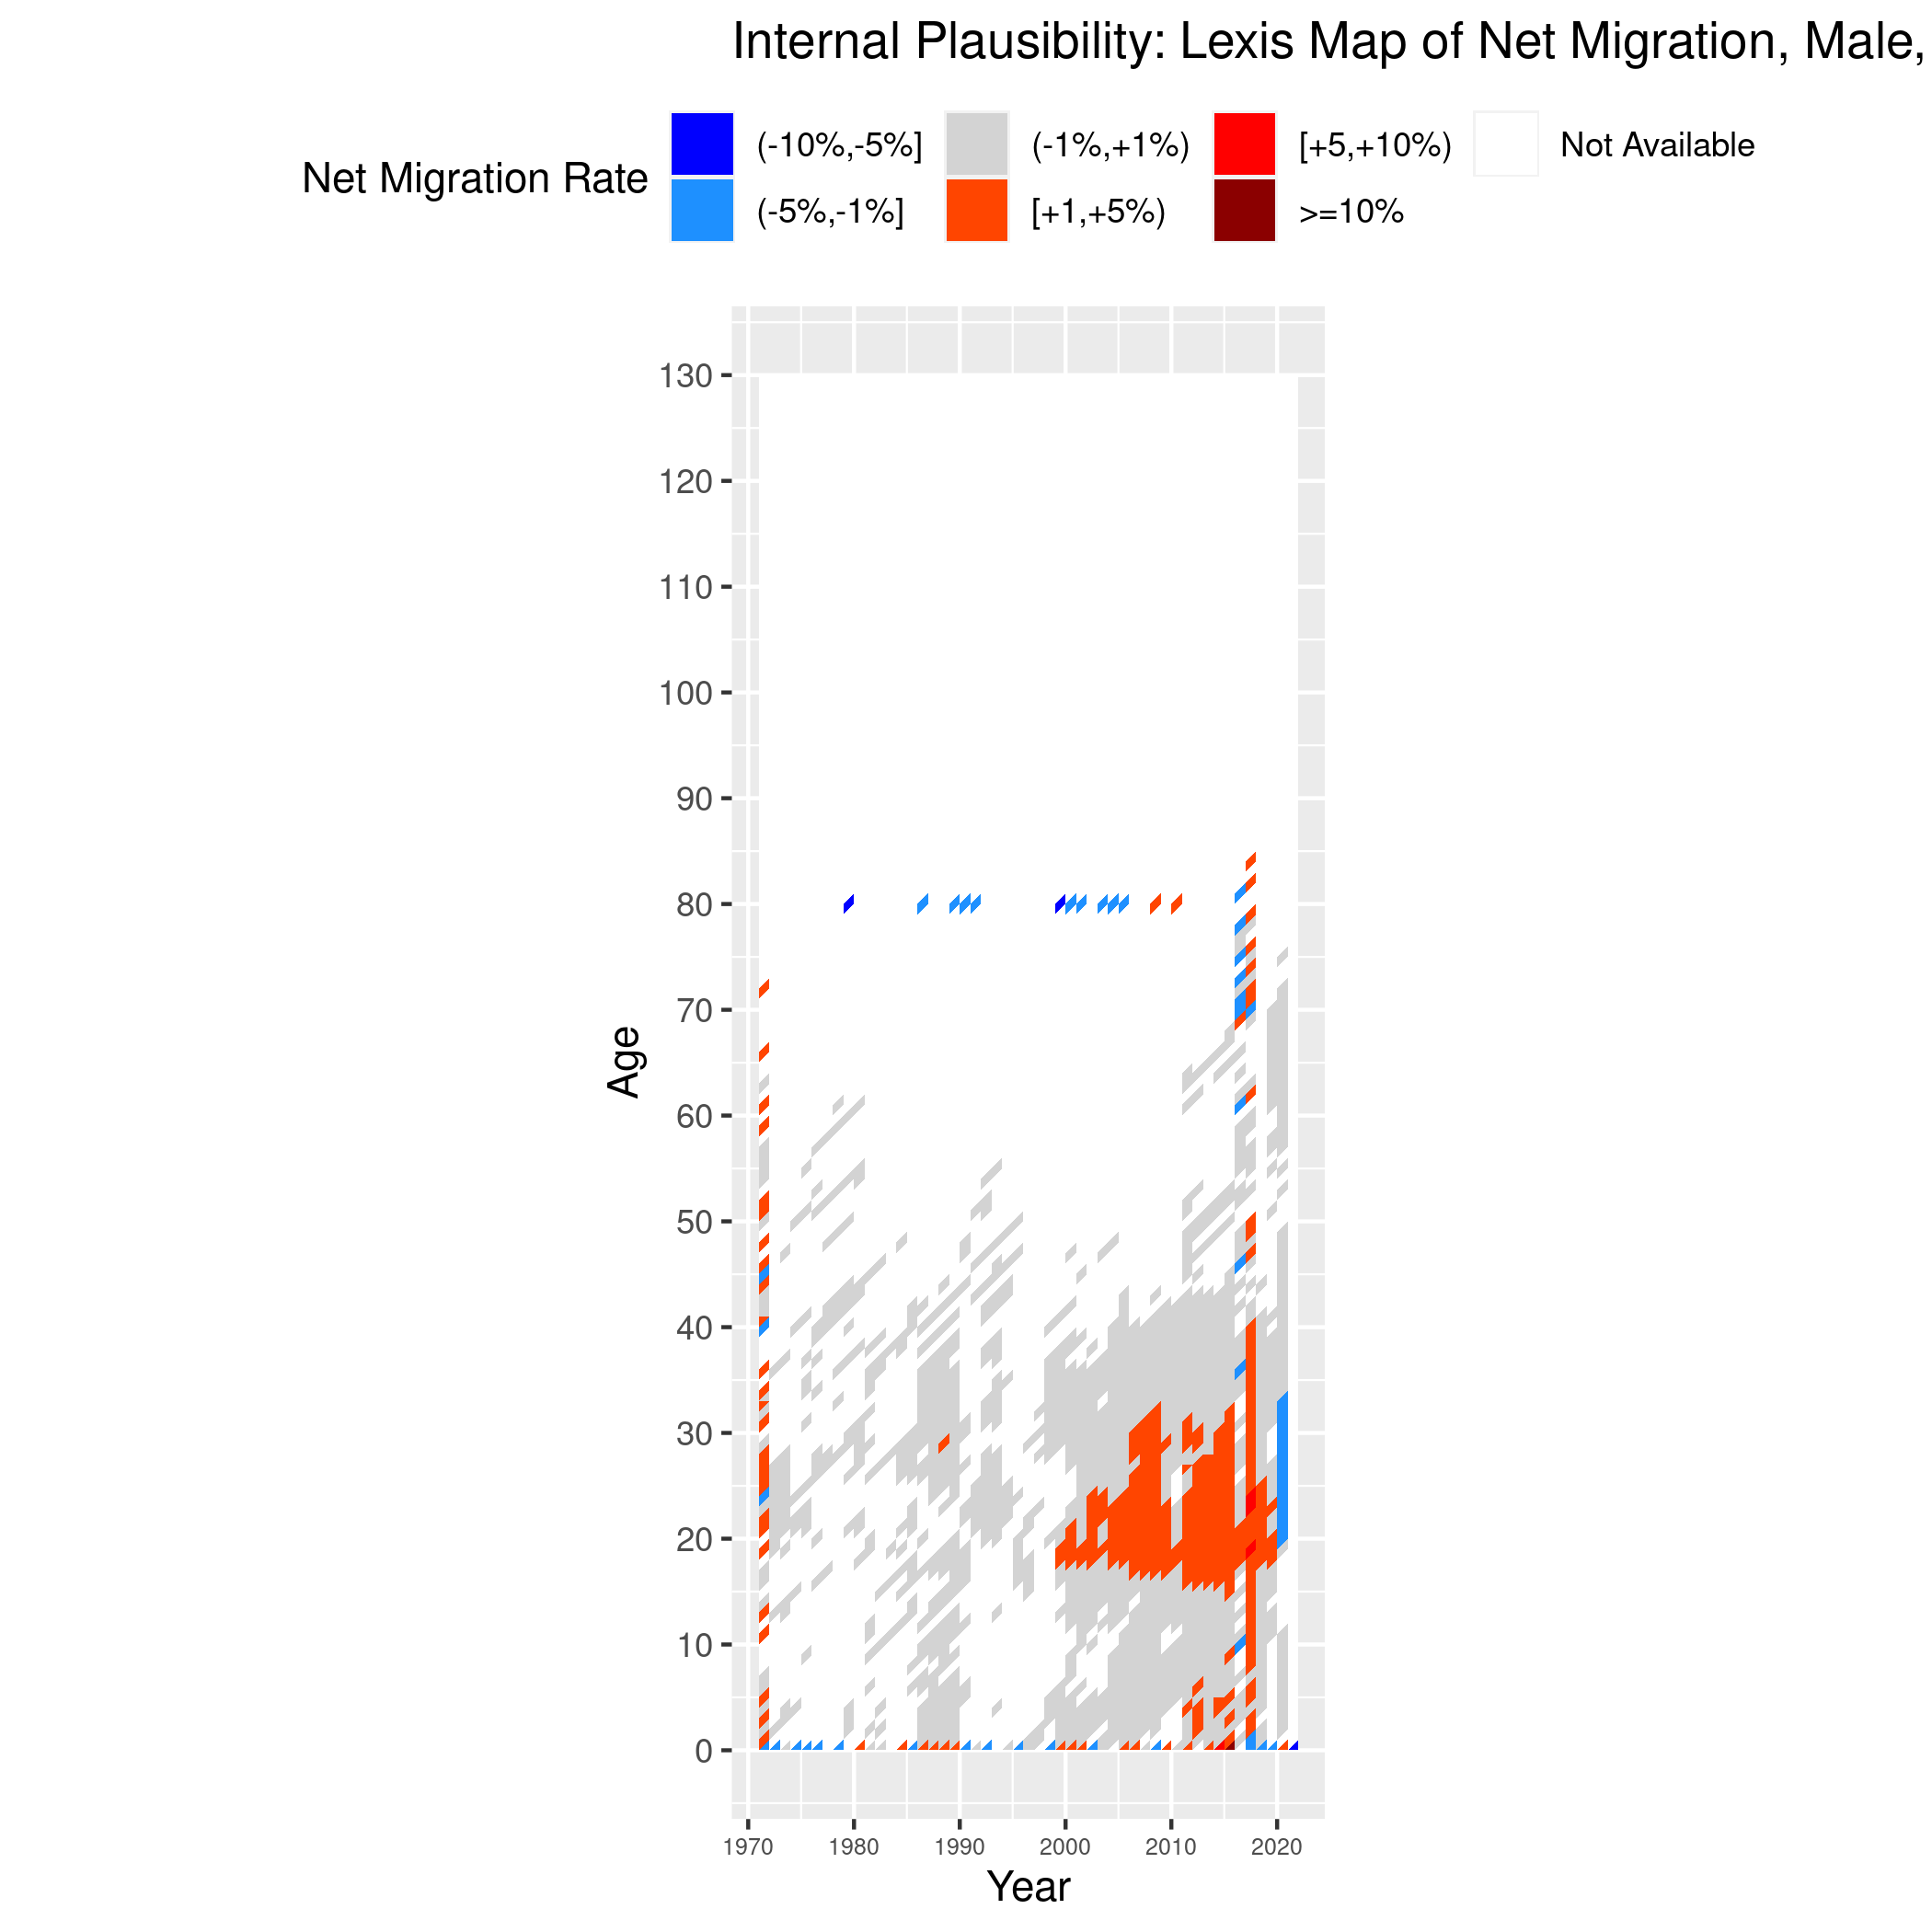 Internal Plausibility: Lexis Map of Net Migration, Male,
Net Migration Rate
(-10%,-5%] (-1%,+1%) [+5,+10%) Not Available
(-5%,-1%] [+1,+5%) >=10%
130
120
110
100
90
80
70
60
50
40
30
20
10
0
Age
1970 1980 1990 2000 2010 2020
Year